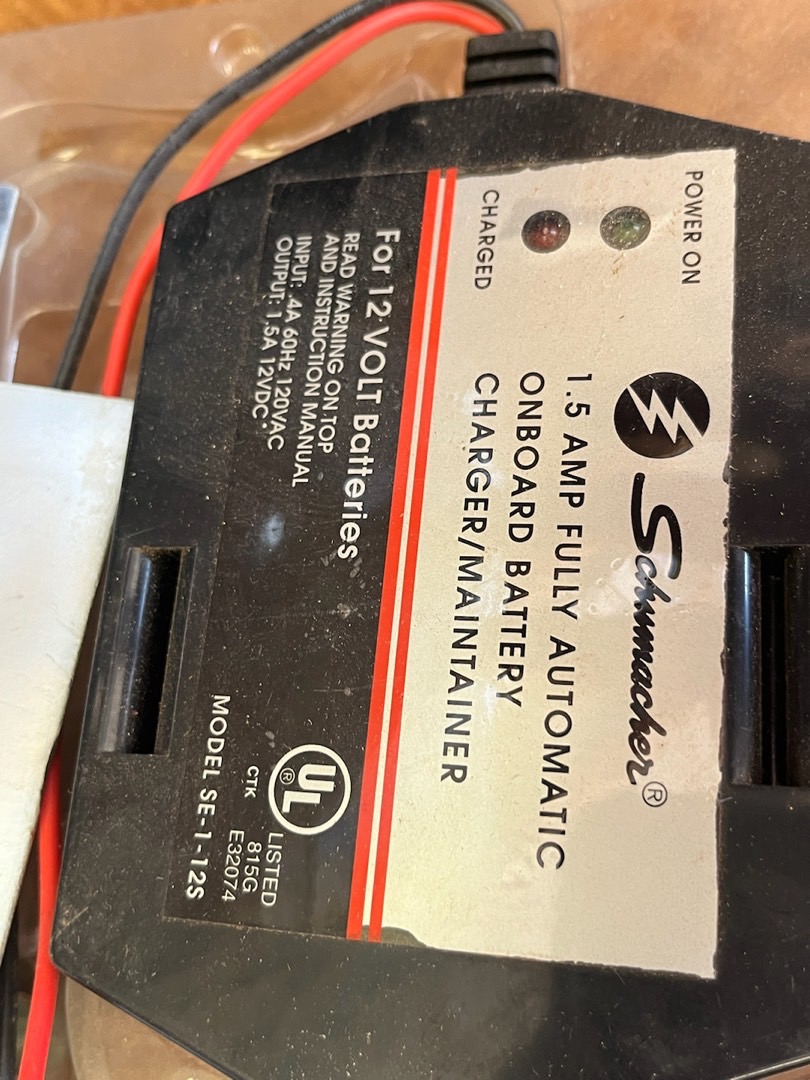 POWER ON
CHARGED
Schumacher®
1.5 AMP FULLY AUTOMATIC
ONBOARD BATTERY
CHARGER/MAINTAINER
For 12 VOLT Batteries
READ WARNING ON TOP
AND INSTRUCTION MANUAL
INPUT: .4A 60Hz 120VAC
OUTPUT: 1.5A 12VDC
UL®
CTK
LISTED
815G
E32074
MODEL SE-1-12S